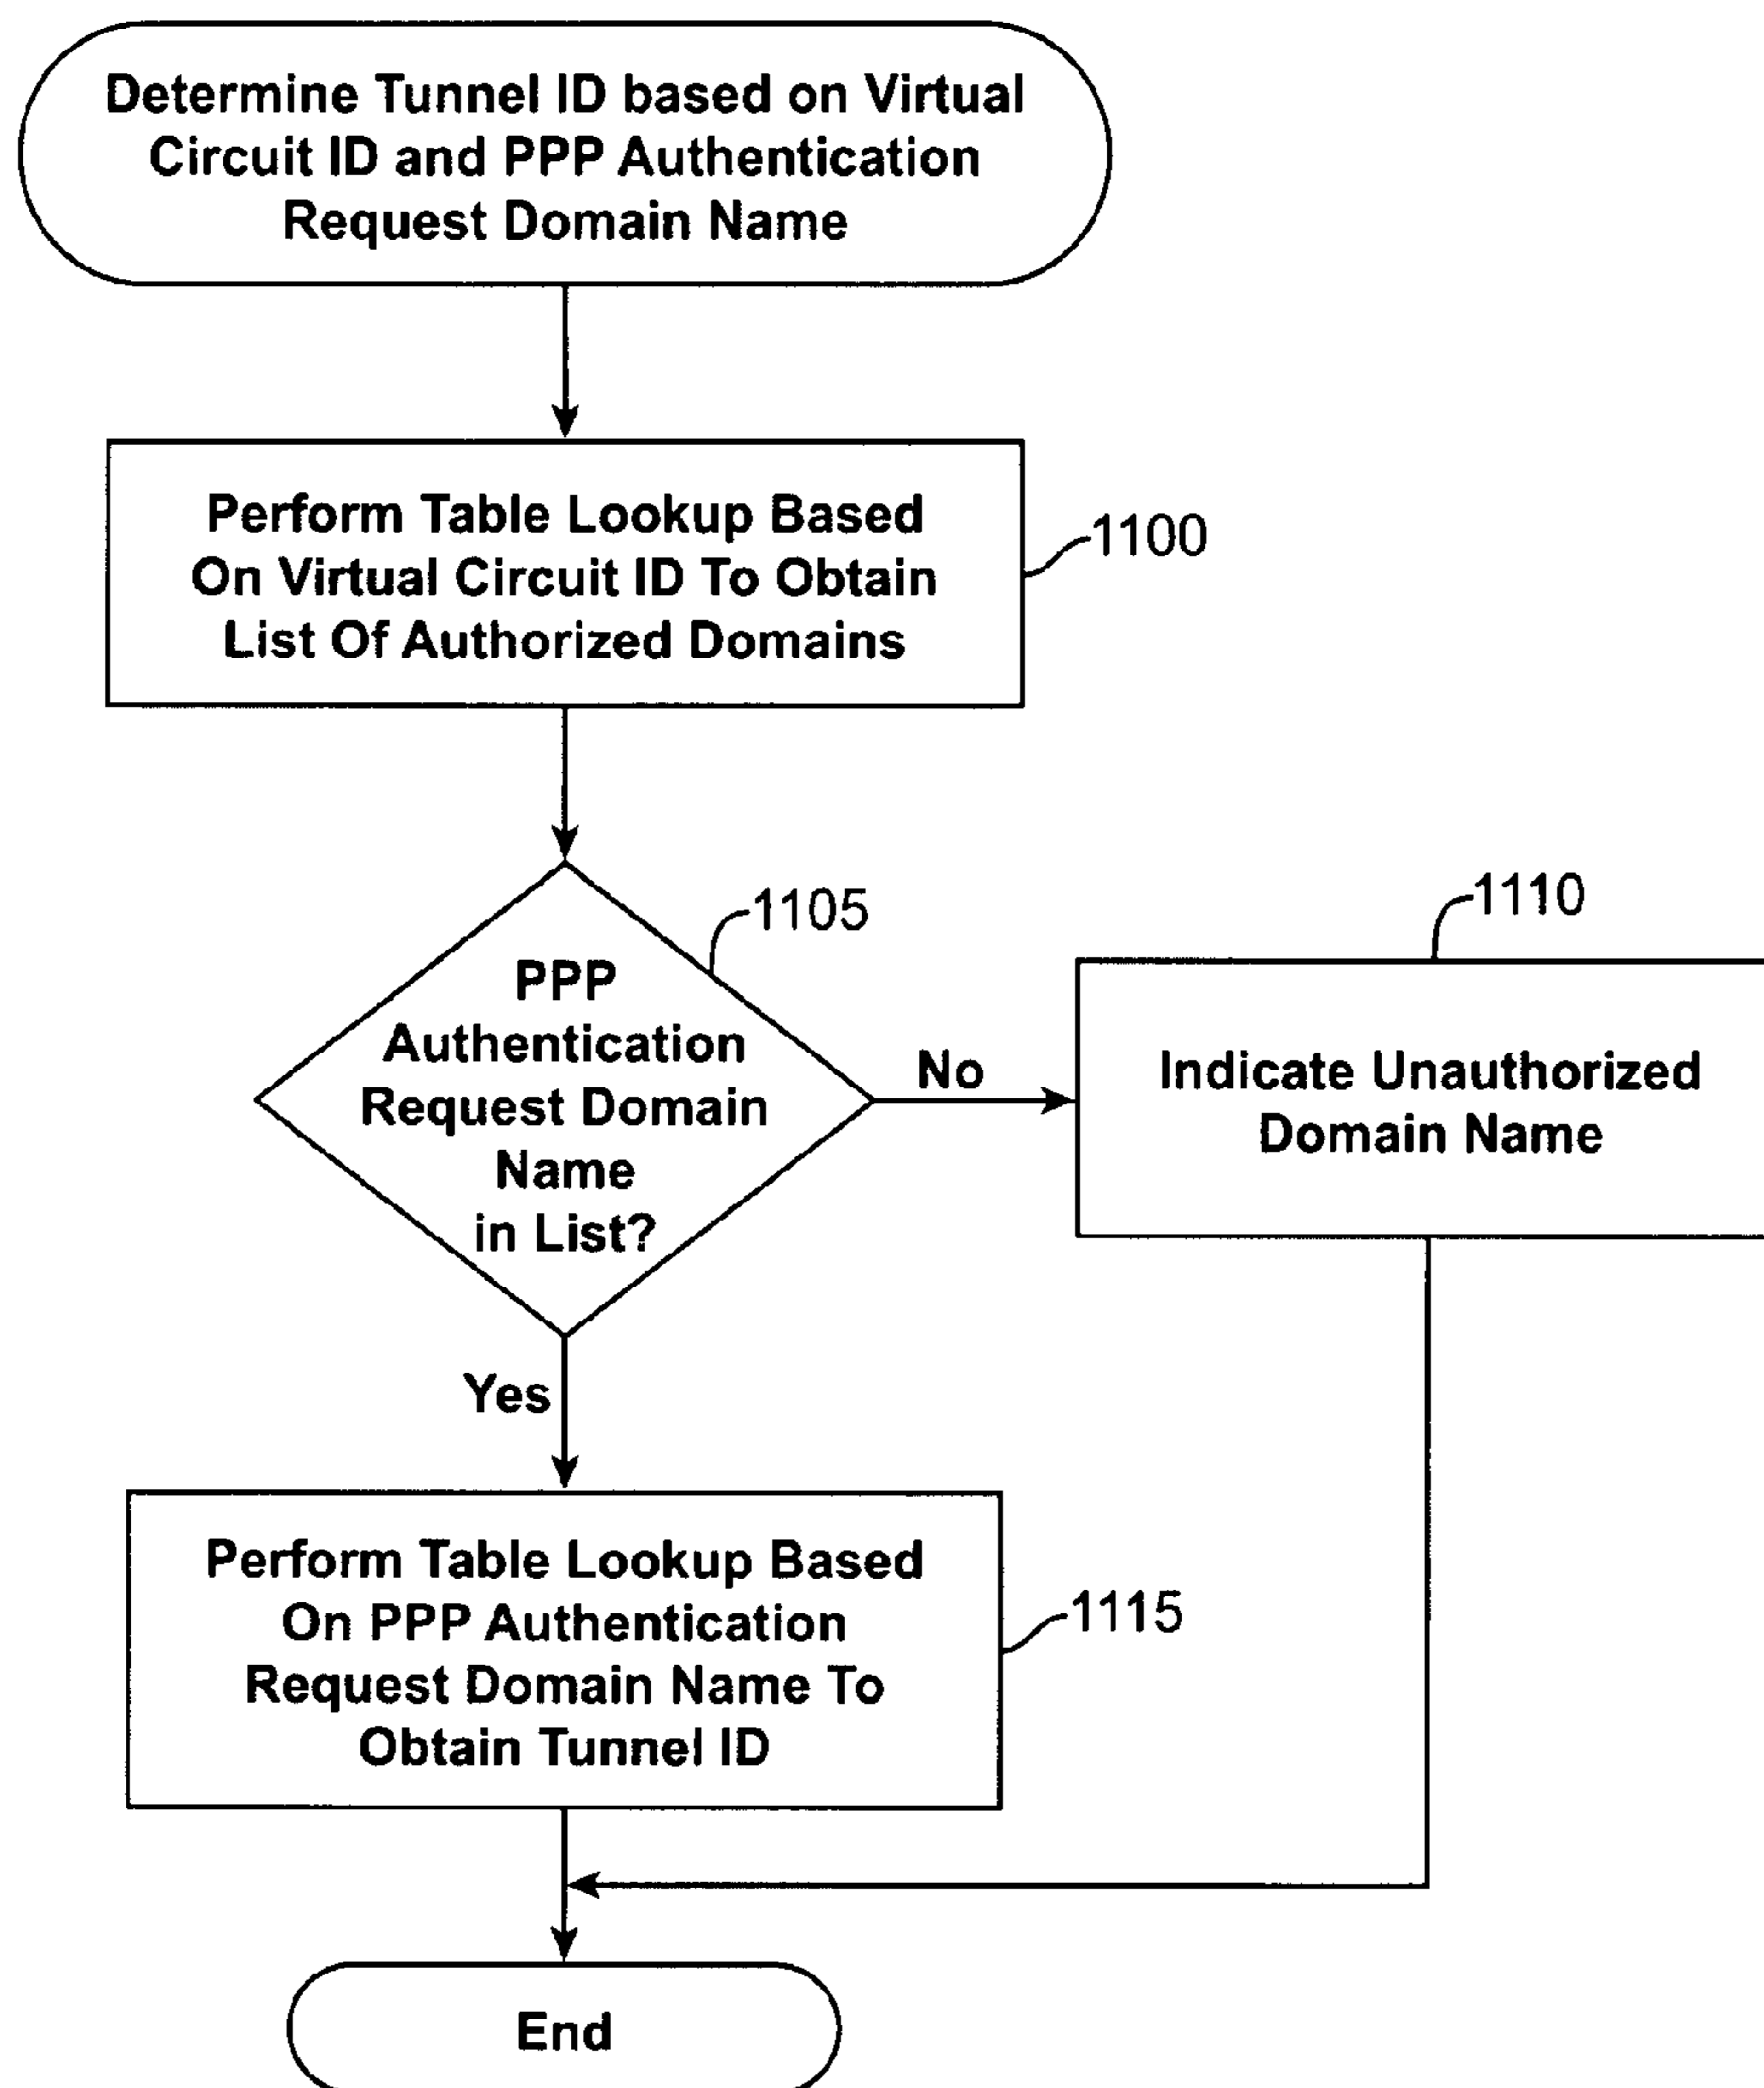 Determine Tunnel ID based on Virtual
Circuit ID and PPP Authentication
Request Domain Name
Perform Table Lookup Based
On Virtual Circuit ID To Obtain
List Of Authorized Domains
1100
1105
PPP
Authentication
Request Domain
Name
in List?
No
1110
Indicate Unauthorized
Domain Name
Yes
Perform Table Lookup Based
On PPP Authentication
Request Domain Name To
Obtain Tunnel ID
1115
End